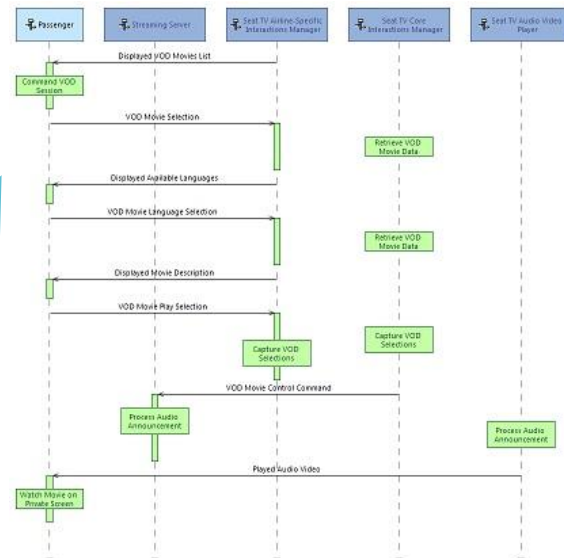 Passenger
Streaming Server
Seat TV Airline-Specific
Interactions Manager
Seat TV Core
Interactions Manager
Seat TV Audio Video
Player
Displayed VOD Movies List
Command VOD
Session
VOD Movie Selection
Retrieve VOD
Movie Data
Displayed Available Languages
VOD Movie Language Selection
Retrieve VOD
Movie Data
Displayed Movie Description
VOD Movie Play Selection
Capture VOD
Selections
Capture VOD
Selections
VOD Movie Control Command
Process Audio
Announcement
Process Audio
Announcement
Played Audio Video
Watch Movie on
Private Screen